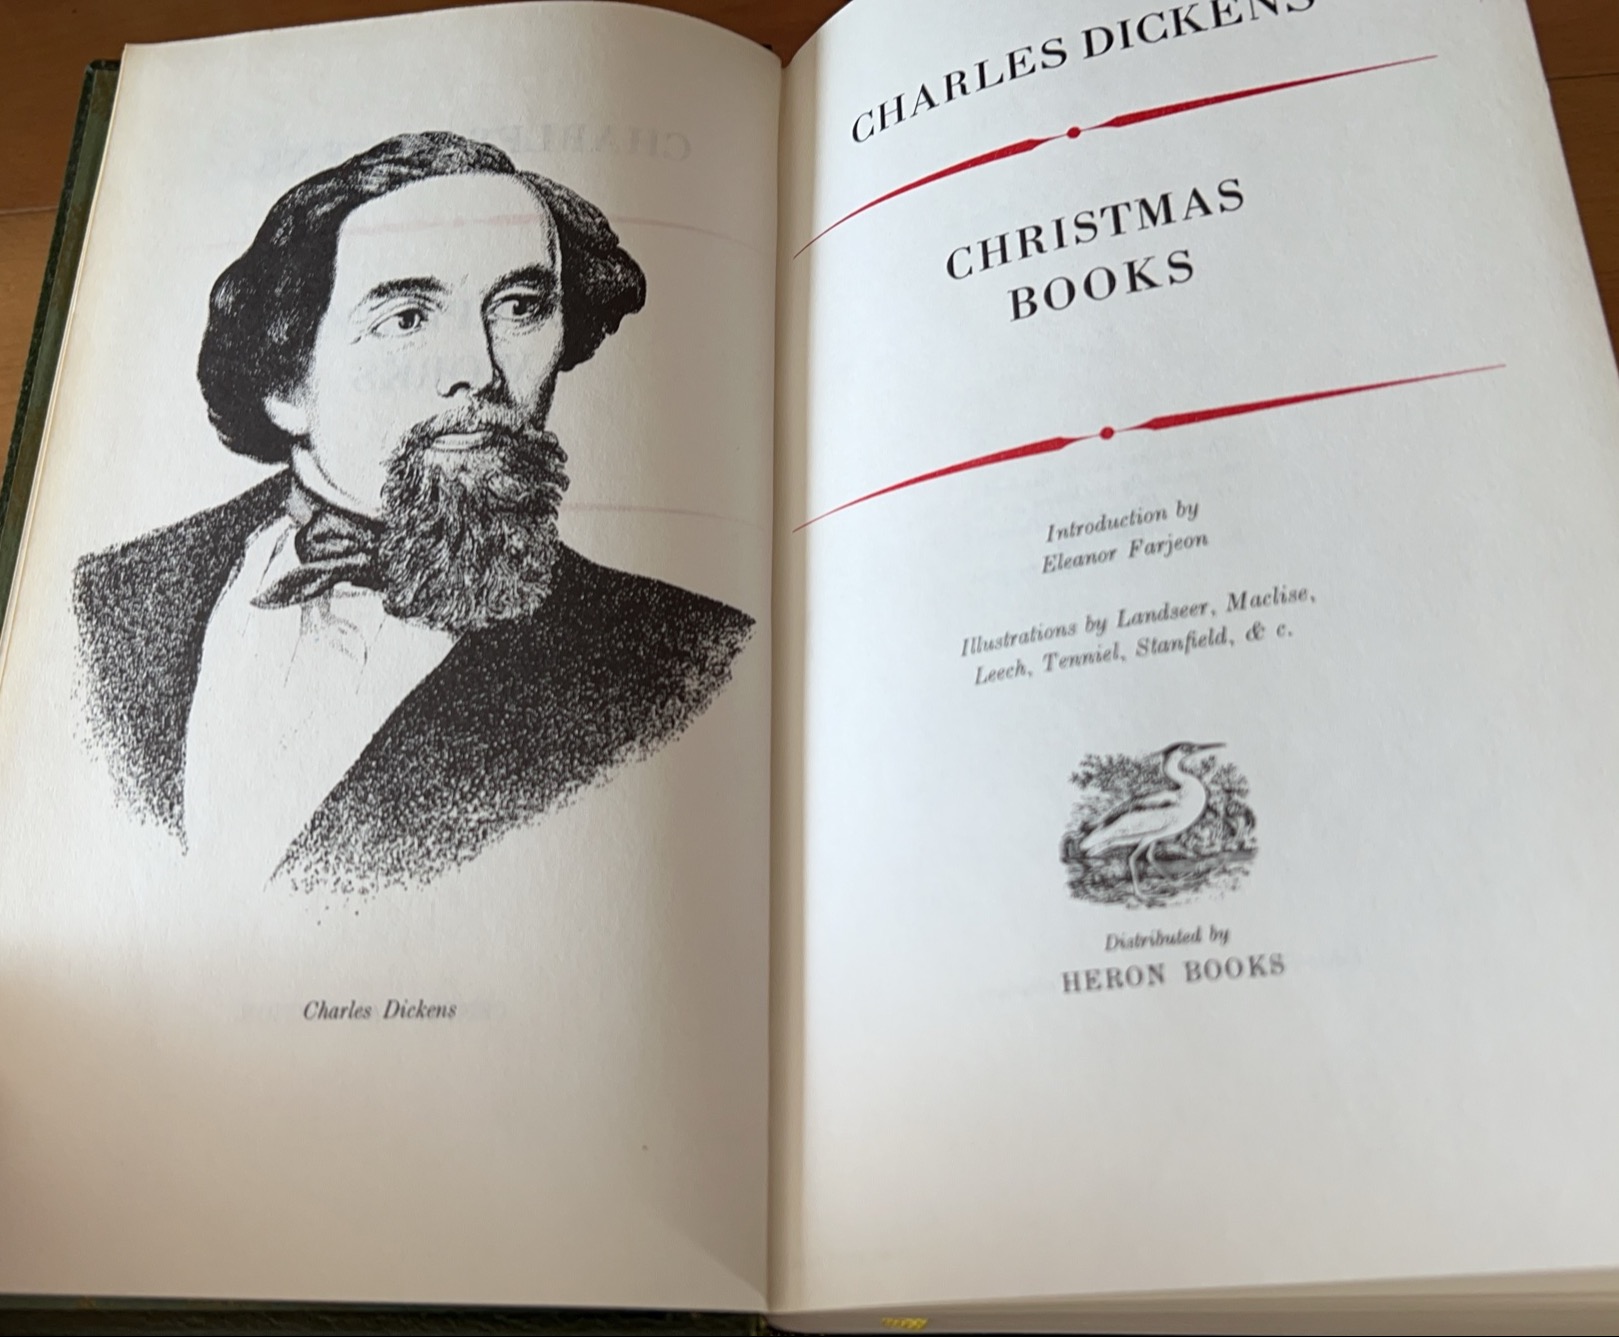 Charles Dickens
CHARLES DICKENS
CHRISTMAS
BOOKS
Introduction by
Eleanor Farjeon
Illustrations by Landseer, Maclise,
Leech, Tenniel, Stanfield, & c.
Distributed by
HERON BOOKS